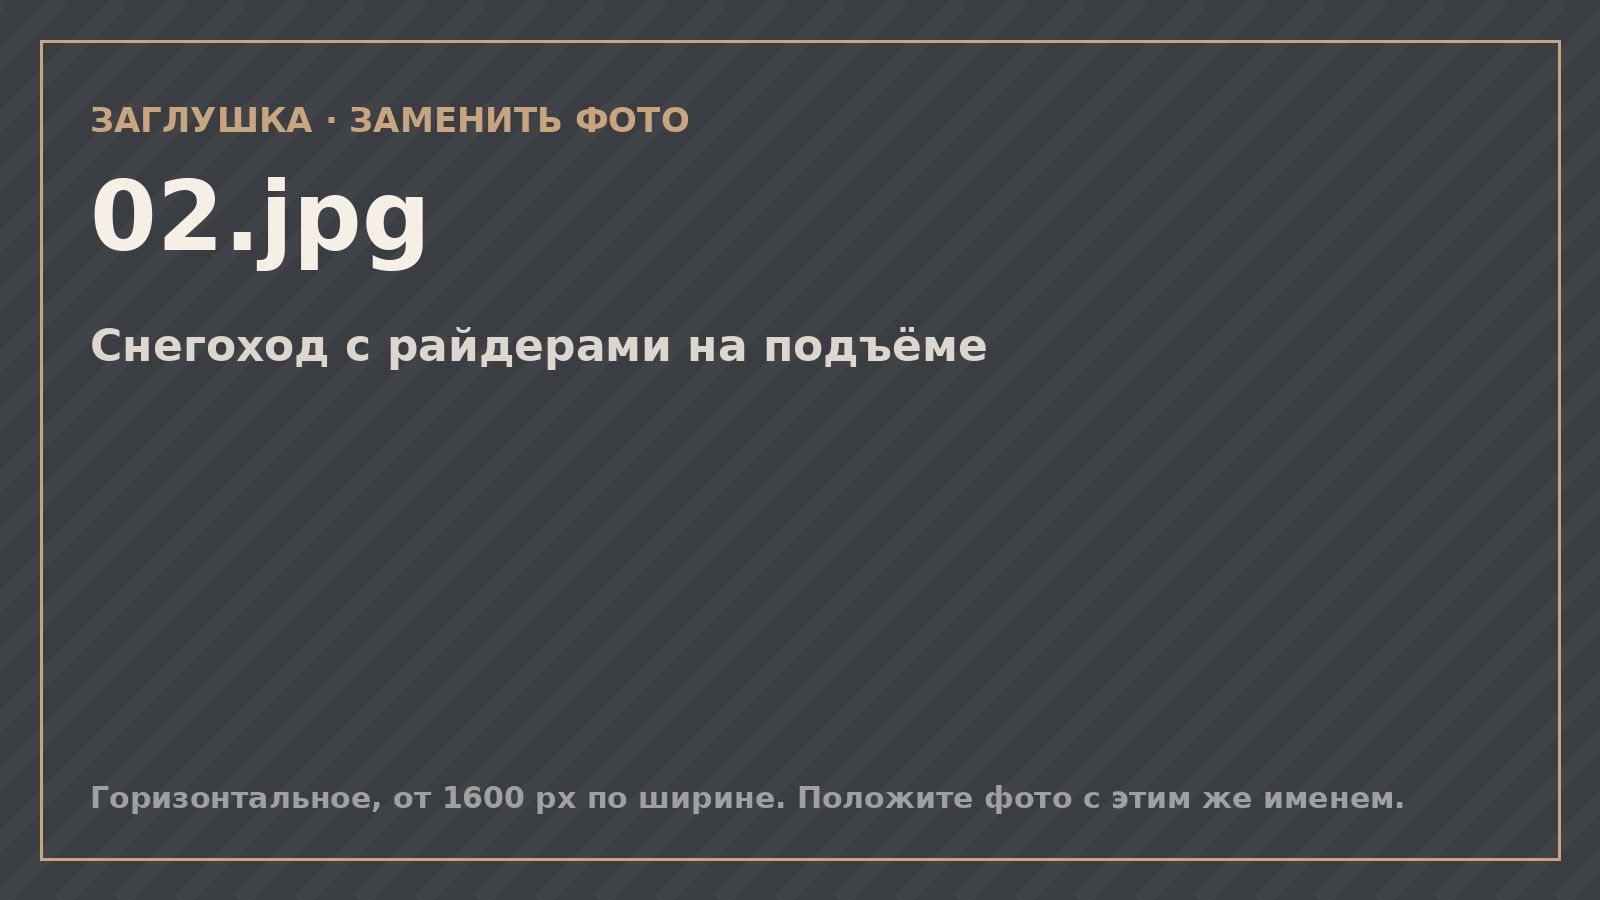 ЗАГЛУШКА · ЗАМЕНИТЬ ФОТО
02.jpg
Снегоход с райдерами на подъёме
Горизонтальное, от 1600 px по ширине. Положите фото с этим же именем.